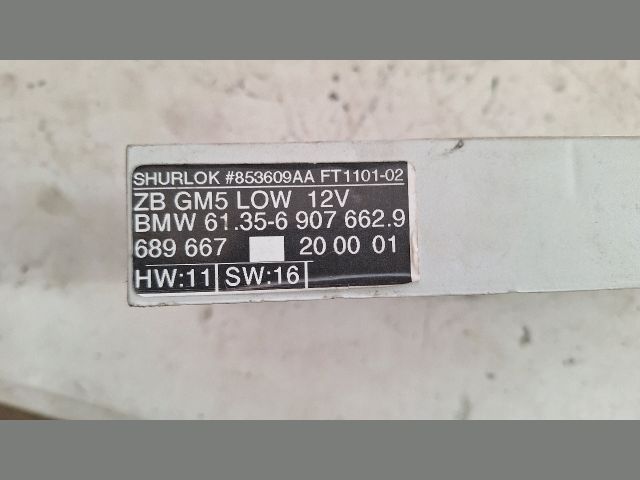 SHURLOK #853609AA FT1101-02
ZB GM5 LOW 12V
BMW 61.35-6 907 662.9
689 667 20 00 01
HW:11 SW:16